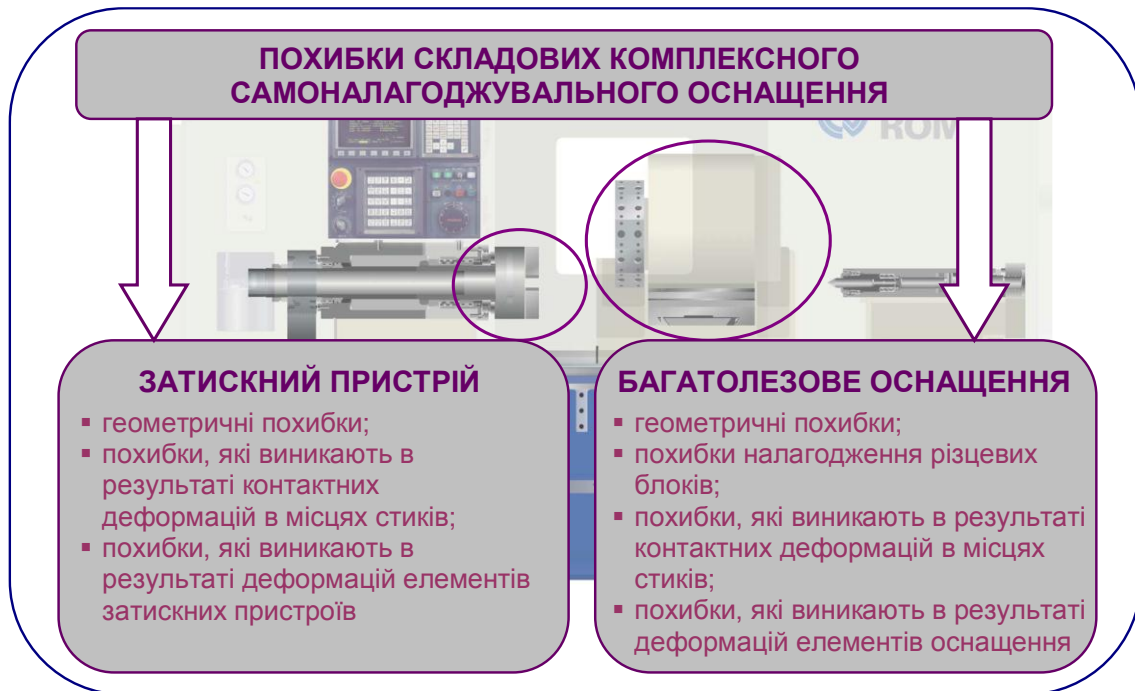 ПОХИБКИ СКЛАДОВИХ КОМПЛЕКСНОГО
САМОНАЛАГОДЖУВАЛЬНОГО ОСНАЩЕННЯ
ROM
ЗАТИСКНИЙ ПРИСТРІЙ
▪ геометричні похибки;
▪ похибки, які виникають в
результаті контактних
деформацій в місцях стиків;
▪ похибки, які виникають в
результаті деформацій елементів
затискних пристроїв
БАГАТОЛЕЗОВЕ ОСНАЩЕННЯ
▪ геометричні похибки;
▪ похибки налагодження різцевих
блоків;
▪ похибки, які виникають в результаті
контактних деформацій в місцях
стиків;
▪ похибки, які виникають в результаті
деформацій елементів оснащення